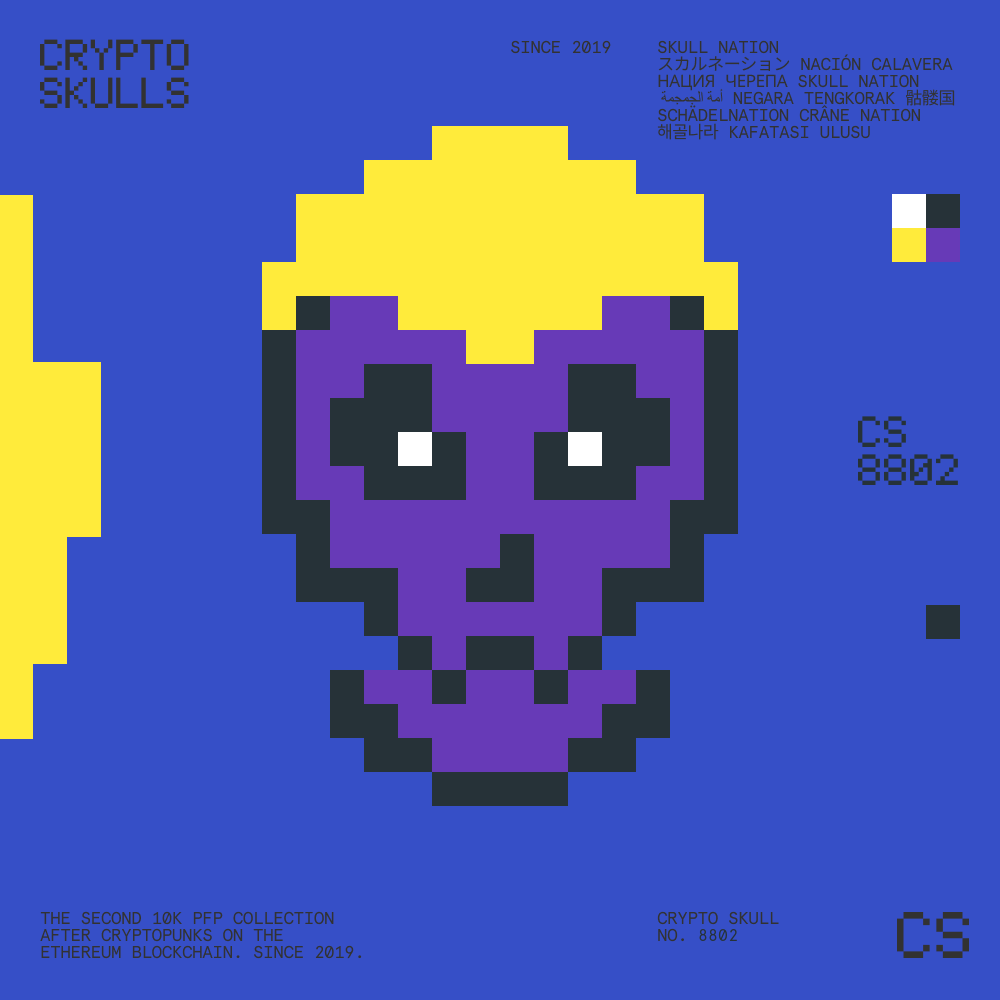 CRYPTO
SKULLS
SINCE 2019
SKULL NATION
スカルネーション NACIÓN CALAVERA
НАЦИЯ ЧЕРЕПА SKULL NATION
أمة الجمجمة NEGARA TENGKORAK 骷髅国
SCHÄDELNATION CRÂNE NATION
해골나라 KAFATASI ULUSU
CS
8802
THE SECOND 10K PFP COLLECTION
AFTER CRYPTOPUNKS ON THE
ETHEREUM BLOCKCHAIN. SINCE 2019.
CRYPTO SKULL
NO. 8802
CS